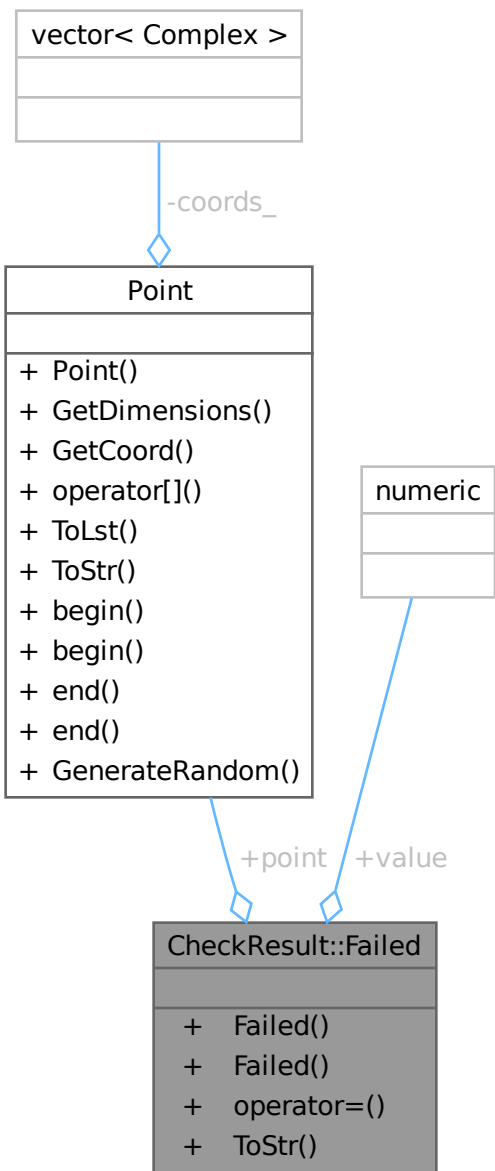 vector< Complex >
-coords_
Point
+ Point()
+ GetDimensions()
+ GetCoord()
+ operator[]()
+ ToLst()
+ ToStr()
+ begin()
+ begin()
+ end()
+ end()
+ GenerateRandom()
numeric
+point
+value
CheckResult::Failed
+ Failed()
+ Failed()
+ operator=()
+ ToStr()